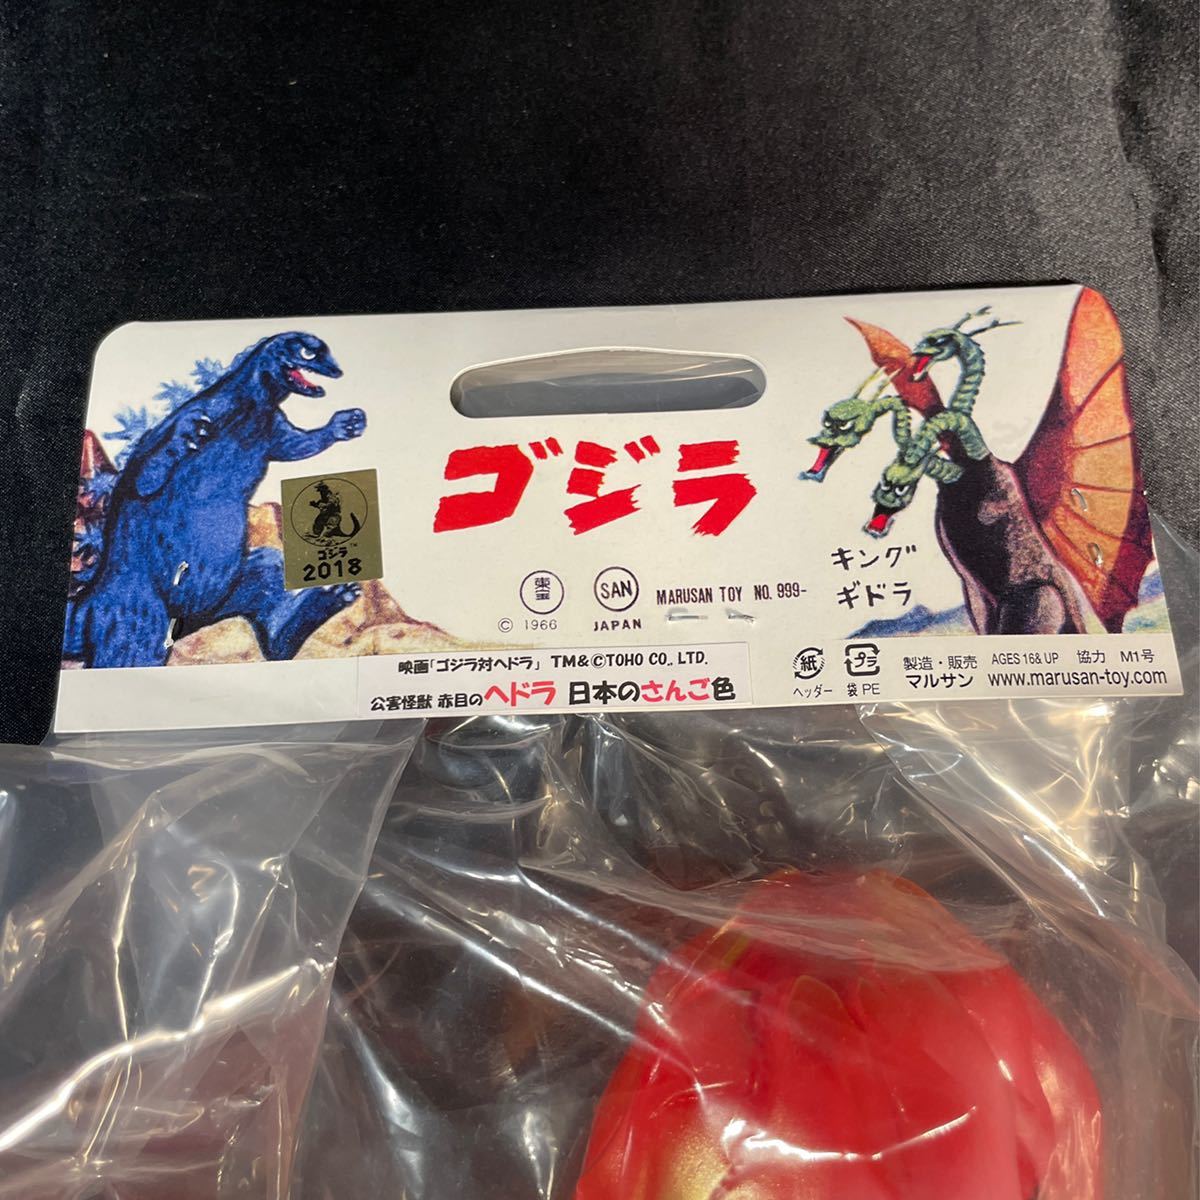 ゴジラ
ゴジラ™
2018
キング
ギドラ
東宝
© 1966
SAN
JAPAN
MARUSAN TOY NO. 999-
映画「ゴジラ対ヘドラ」 TM&©TOHO CO., LTD.
公害怪獣 赤目のヘドラ 日本のさんご色
紙
ヘッダー
プラ
袋 PE
製造・販売
マルサン
AGES 16& UP 協力 M1号
www.marusan-toy.com